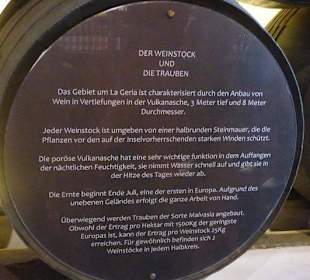 DER WEINSTOCK
UND
DIE TRAUBEN
Das Gebiet um La Geria ist charakterisiert durch den Anbau von
Wein in Vertiefungen in der Vulkanasche, 3 Meter tief und 8 Meter
Durchmesser.
Jeder Weinstock ist umgeben von einer halbrunden Steinmauer, die die
Pflanzen vor den auf der Inselvorherrschenden starken Winden schützt.
Die poröse Vulkanasche hat eine sehr wichtige funktion in dem Auffangen
der nächtlichen Feuchtigkeit, sie nimmt Wasser schnell auf und gibt sie in
der Hitze des Tages wieder ab.
Die Ernte beginnt Ende Juli, eine der ersten in Europa. Aufgrund des
unebenen Geländes erfolgt die ganze Arbeit von Hand.
Überwiegend werden Trauben der Sorte Malvasia angebaut.
Obwohl der Ertrag pro Hektar mit 1500Kg der geringste
Europas ist, kann der Ertrag pro Weinstock 25Kg
erreichen. Für gewöhnlich befinden sich 2
Weinstöcke in jedem Halbkreis.